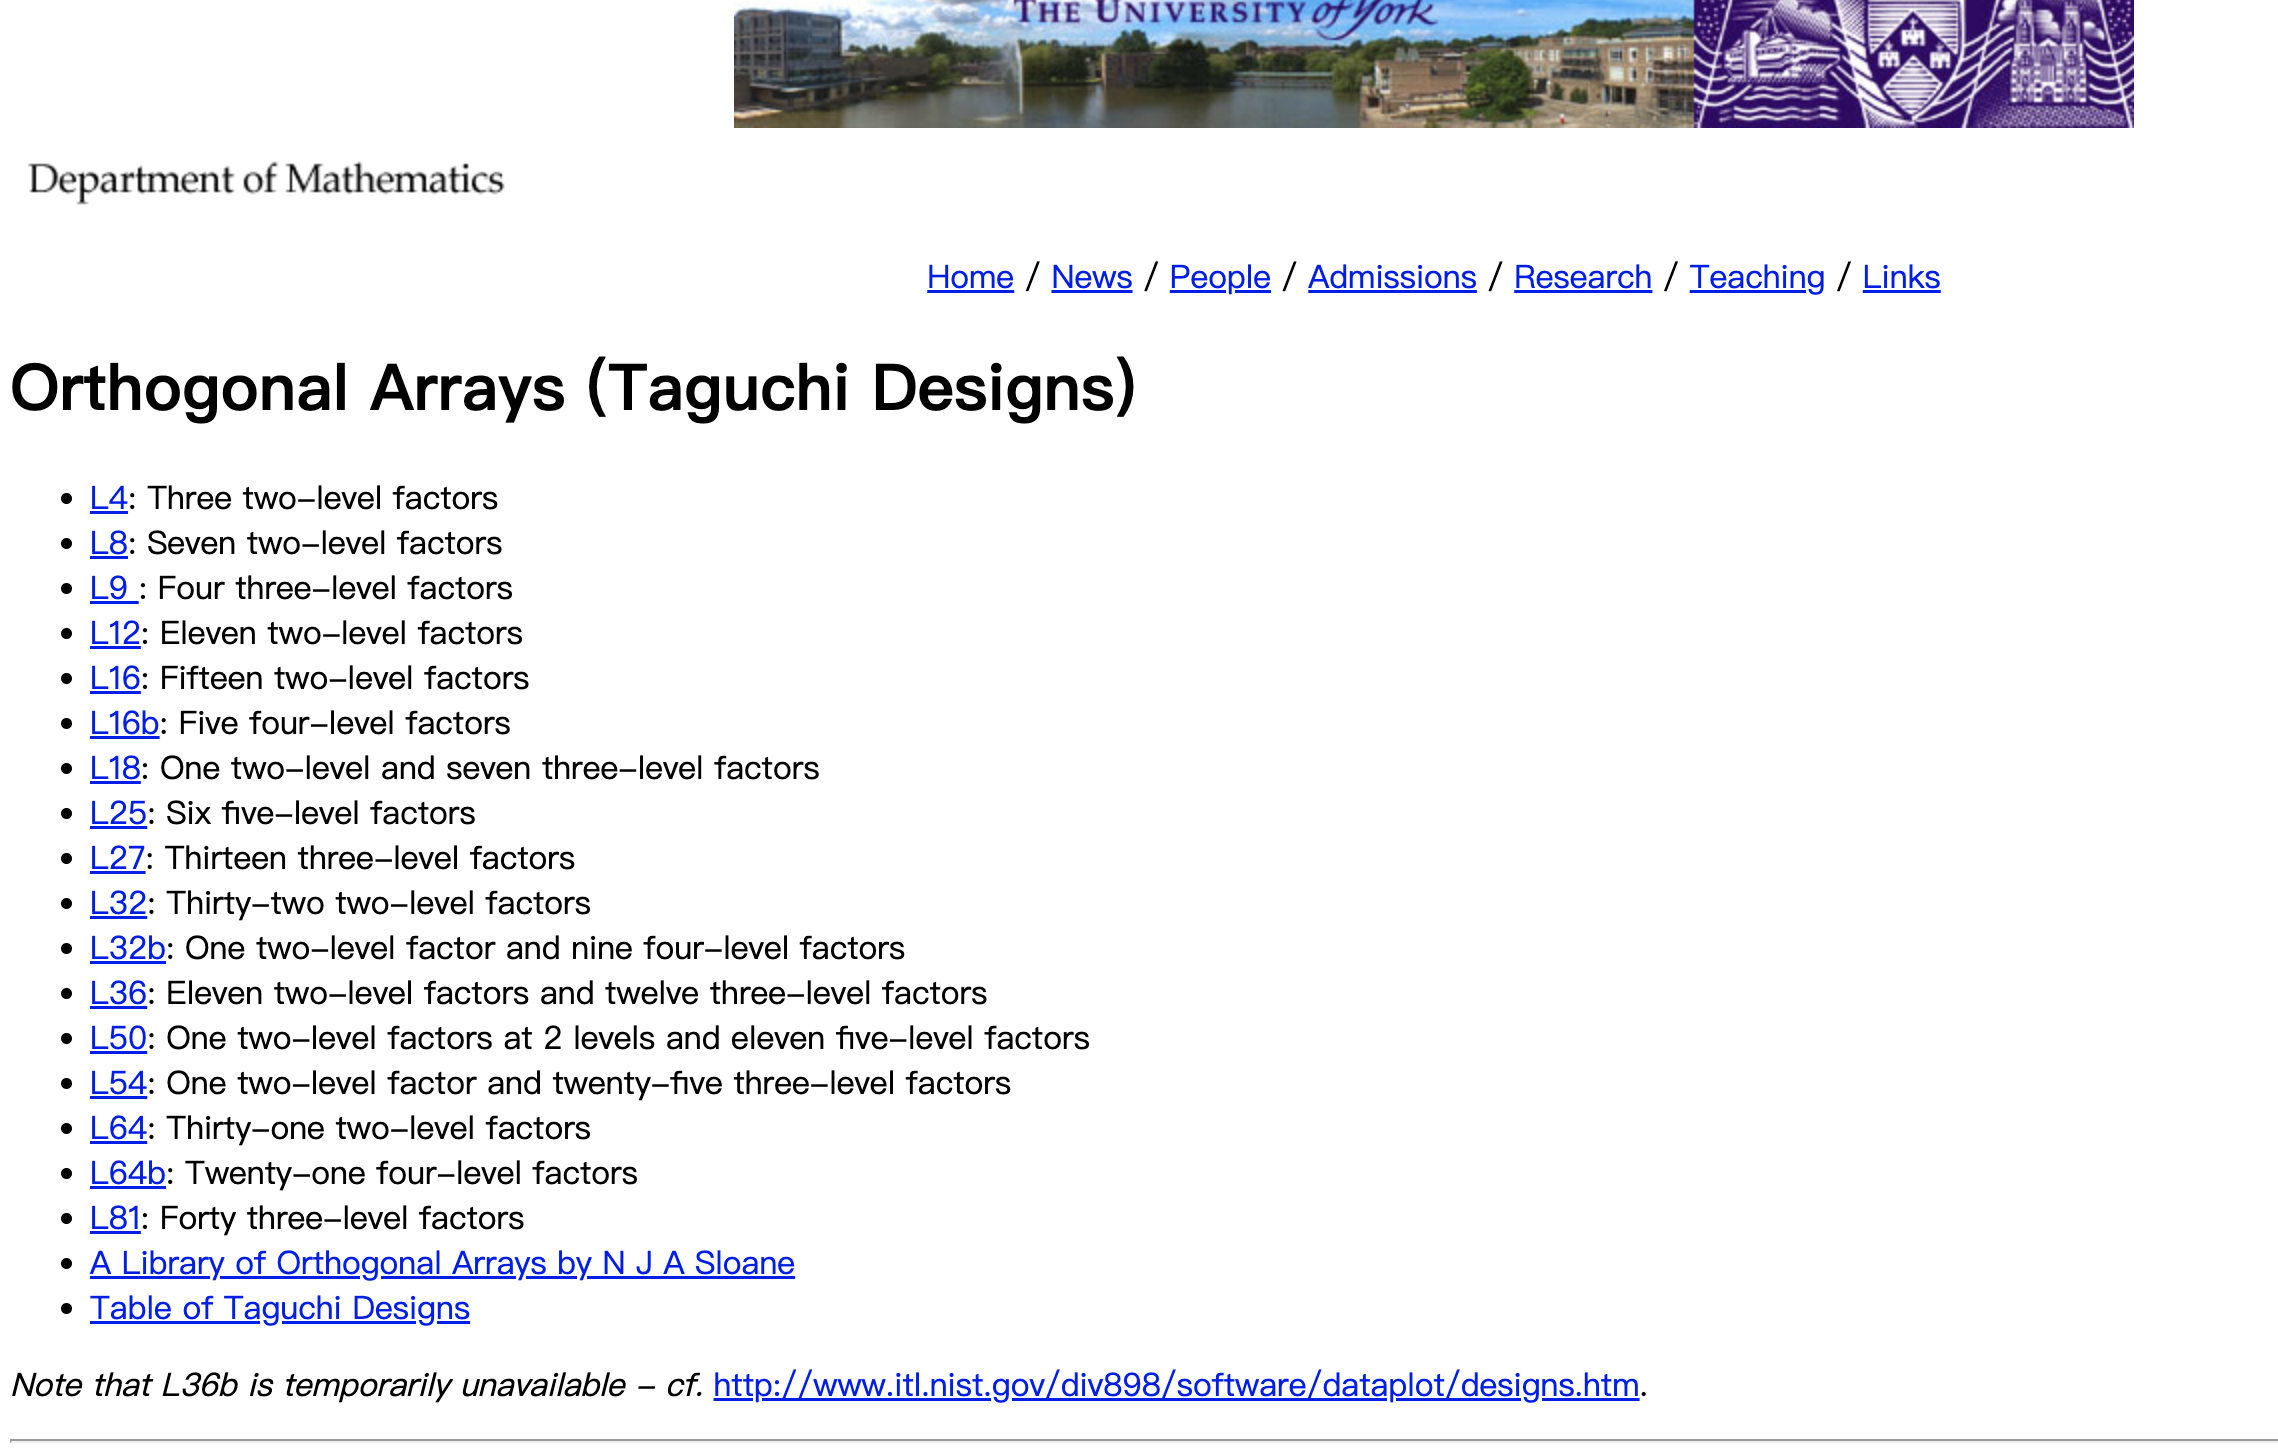 THE UNIVERSITY of York
Department of Mathematics
Home / News / People / Admissions / Research / Teaching / Links
Orthogonal Arrays (Taguchi Designs)
• L4: Three two-level factors
• L8: Seven two-level factors
• L9 : Four three-level factors
• L12: Eleven two-level factors
• L16: Fifteen two-level factors
• L16b: Five four-level factors
• L18: One two-level and seven three-level factors
• L25: Six five-level factors
• L27: Thirteen three-level factors
• L32: Thirty-two two-level factors
• L32b: One two-level factor and nine four-level factors
• L36: Eleven two-level factors and twelve three-level factors
• L50: One two-level factors at 2 levels and eleven five-level factors
• L54: One two-level factor and twenty-five three-level factors
• L64: Thirty-one two-level factors
• L64b: Twenty-one four-level factors
• L81: Forty three-level factors
• A Library of Orthogonal Arrays by N J A Sloane
• Table of Taguchi Designs
Note that L36b is temporarily unavailable - cf. http://www.itl.nist.gov/div898/software/dataplot/designs.htm.